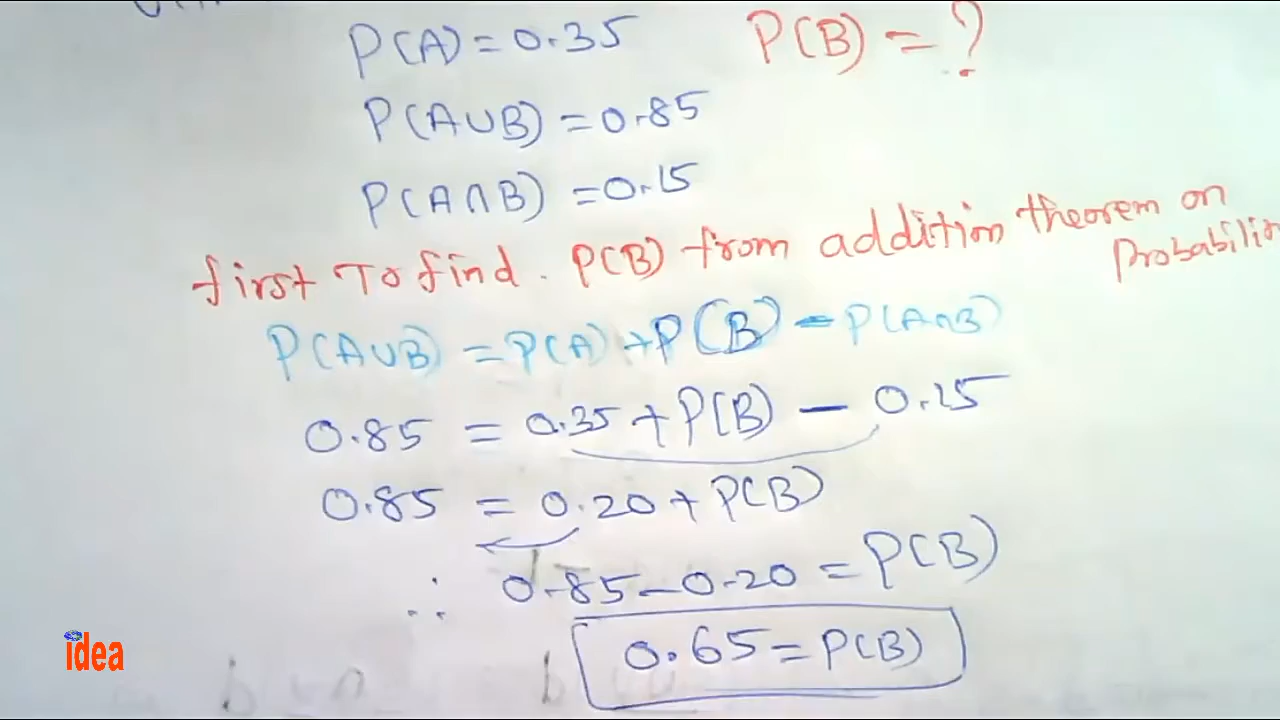 P(A) = 0.35 P(B) = ?
P(A∪B) = 0.85
P(A∩B) = 0.15
first To find . P(B) from addition theorem on
Probabili
P(A∪B) = P(A) + P(B) - P(A∩B)
0.85 = 0.35 + P(B) - 0.15
0.85 = 0.20 + P(B)
∴ 0.85 - 0.20 = P(B)
0.65 = P(B)
idea